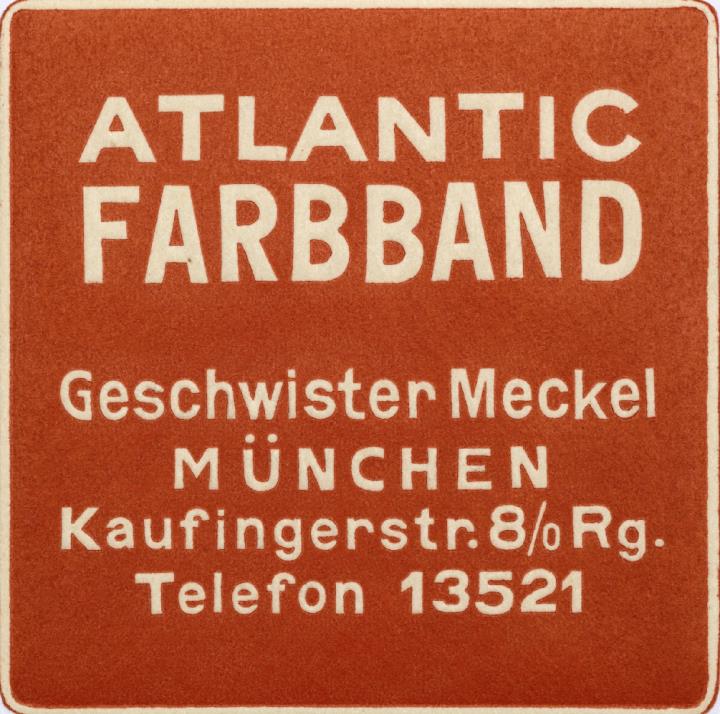 ATLANTIC
FARBBAND
Geschwister Meckel
MÜNCHEN
Kaufingerstr. 8/0 Rg.
Telefon 13521